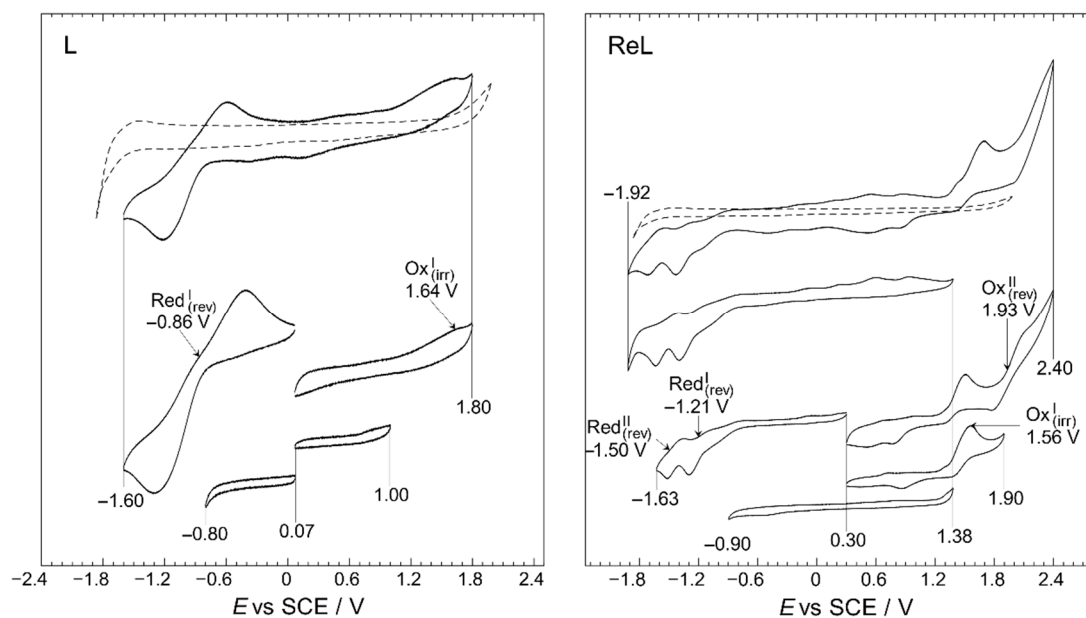 L
Ox^I_(irr)
1.64 V
Red^I_(rev)
−0.86 V
1.80
−1.60
1.00
−0.80
0.07
−2.4 −1.8 −1.2 −0.6 0 0.6 1.2 1.8 2.4
E vs SCE / V
ReL
−1.92
Ox^II_(rev)
1.93 V
2.40
Red^I_(rev)
−1.21 V
Red^II_(rev)
−1.50 V
Ox^I_(irr)
1.56 V
−1.63
1.90
−0.90
0.30
1.38
−1.8 −1.2 −0.6 0 0.6 1.2 1.8 2.4
E vs SCE / V